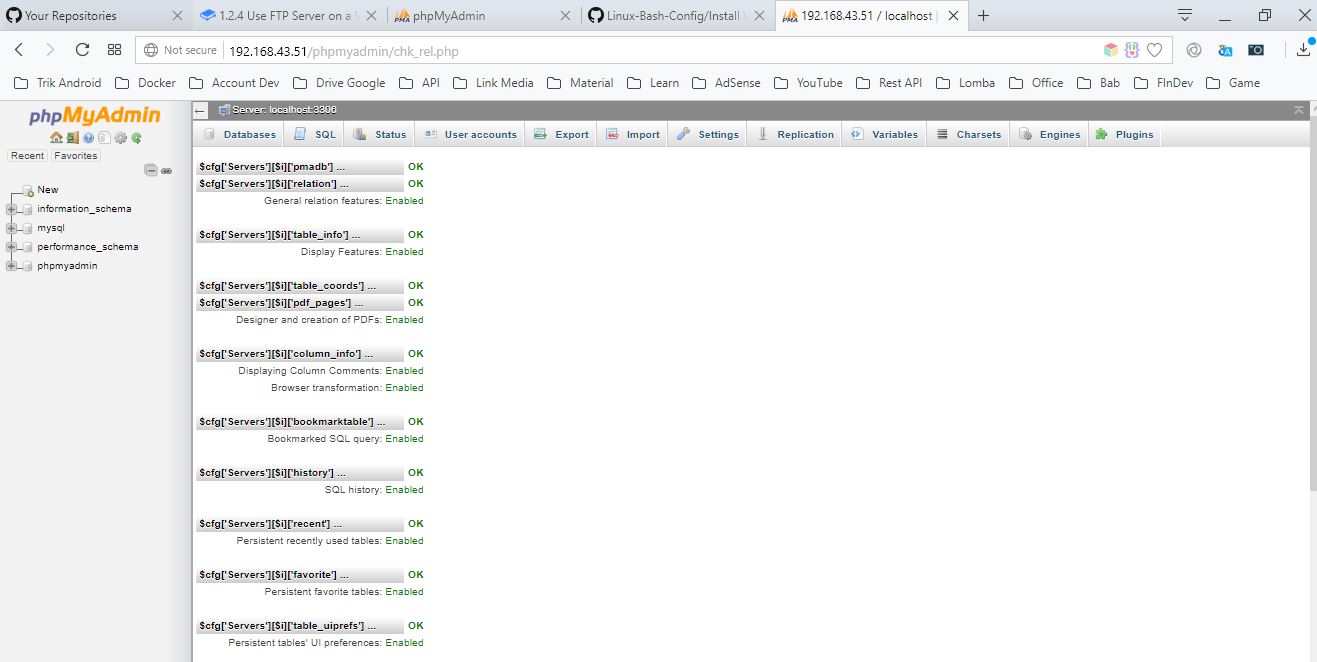 Your Repositories
1.2.4 Use FTP Server on a
phpMyAdmin
Linux-Bash-Config/Install
192.168.43.51 / localhost |
Not secure 192.168.43.51/phpmyadmin/chk_rel.php
Trik Android Docker Account Dev Google Drive API Link Media Material Learn AdSense YouTube Rest API Lomba Office Bab FInDev Game
phpMyAdmin
Recent Favorites
New
information_schema
mysql
performance_schema
phpmyadmin
Server: localhost:3306
Databases SQL Status User accounts Export Import Settings Replication Variables Charsets Engines Plugins
$cfg['Servers'][$i]['pmadb'] ... OK
$cfg['Servers'][$i]['relation'] ... OK
General relation features: Enabled
$cfg['Servers'][$i]['table_info'] ... OK
Display Features: Enabled
$cfg['Servers'][$i]['table_coords'] ... OK
$cfg['Servers'][$i]['pdf_pages'] ... OK
Designer and creation of PDFs: Enabled
$cfg['Servers'][$i]['column_info'] ... OK
Displaying Column Comments: Enabled
Browser transformation: Enabled
$cfg['Servers'][$i]['bookmarktable'] ... OK
Bookmarked SQL query: Enabled
$cfg['Servers'][$i]['history'] ... OK
SQL history: Enabled
$cfg['Servers'][$i]['recent'] ... OK
Persistent recently used tables: Enabled
$cfg['Servers'][$i]['favorite'] ... OK
Persistent favorite tables: Enabled
$cfg['Servers'][$i]['table_uiprefs'] ... OK
Persistent tables' UI preferences: Enabled